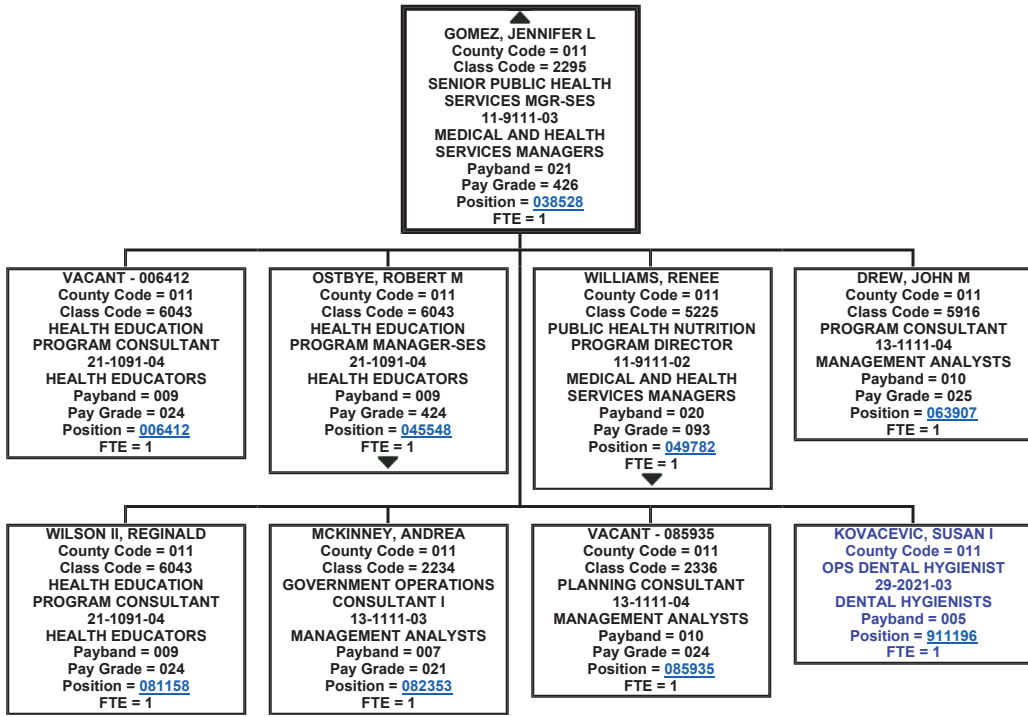 GOMEZ, JENNIFER L
County Code = 011
Class Code = 2295
SENIOR PUBLIC HEALTH
SERVICES MGR-SES
11-9111-03
MEDICAL AND HEALTH
SERVICES MANAGERS
Payband = 021
Pay Grade = 426
Position = 038528
FTE = 1
VACANT - 006412
County Code = 011
Class Code = 6043
HEALTH EDUCATION
PROGRAM CONSULTANT
21-1091-04
HEALTH EDUCATORS
Payband = 009
Pay Grade = 024
Position = 006412
FTE = 1
OSTBYE, ROBERT M
County Code = 011
Class Code = 6043
HEALTH EDUCATION
PROGRAM MANAGER-SES
21-1091-04
HEALTH EDUCATORS
Payband = 009
Pay Grade = 424
Position = 045548
FTE = 1
WILLIAMS, RENEE
County Code = 011
Class Code = 5225
PUBLIC HEALTH NUTRITION
PROGRAM DIRECTOR
11-9111-02
MEDICAL AND HEALTH
SERVICES MANAGERS
Payband = 020
Pay Grade = 093
Position = 049782
FTE = 1
DREW, JOHN M
County Code = 011
Class Code = 5916
PROGRAM CONSULTANT
13-1111-04
MANAGEMENT ANALYSTS
Payband = 010
Pay Grade = 025
Position = 063907
FTE = 1
WILSON II, REGINALD
County Code = 011
Class Code = 6043
HEALTH EDUCATION
PROGRAM CONSULTANT
21-1091-04
HEALTH EDUCATORS
Payband = 009
Pay Grade = 024
Position = 081158
FTE = 1
MCKINNEY, ANDREA
County Code = 011
Class Code = 2234
GOVERNMENT OPERATIONS
CONSULTANT I
13-1111-03
MANAGEMENT ANALYSTS
Payband = 007
Pay Grade = 021
Position = 082353
FTE = 1
VACANT - 085935
County Code = 011
Class Code = 2336
PLANNING CONSULTANT
13-1111-04
MANAGEMENT ANALYSTS
Payband = 010
Pay Grade = 024
Position = 085935
FTE = 1
KOVACEVIC, SUSAN I
County Code = 011
OPS DENTAL HYGIENIST
29-2021-03
DENTAL HYGIENISTS
Payband = 005
Position = 911196
FTE = 1